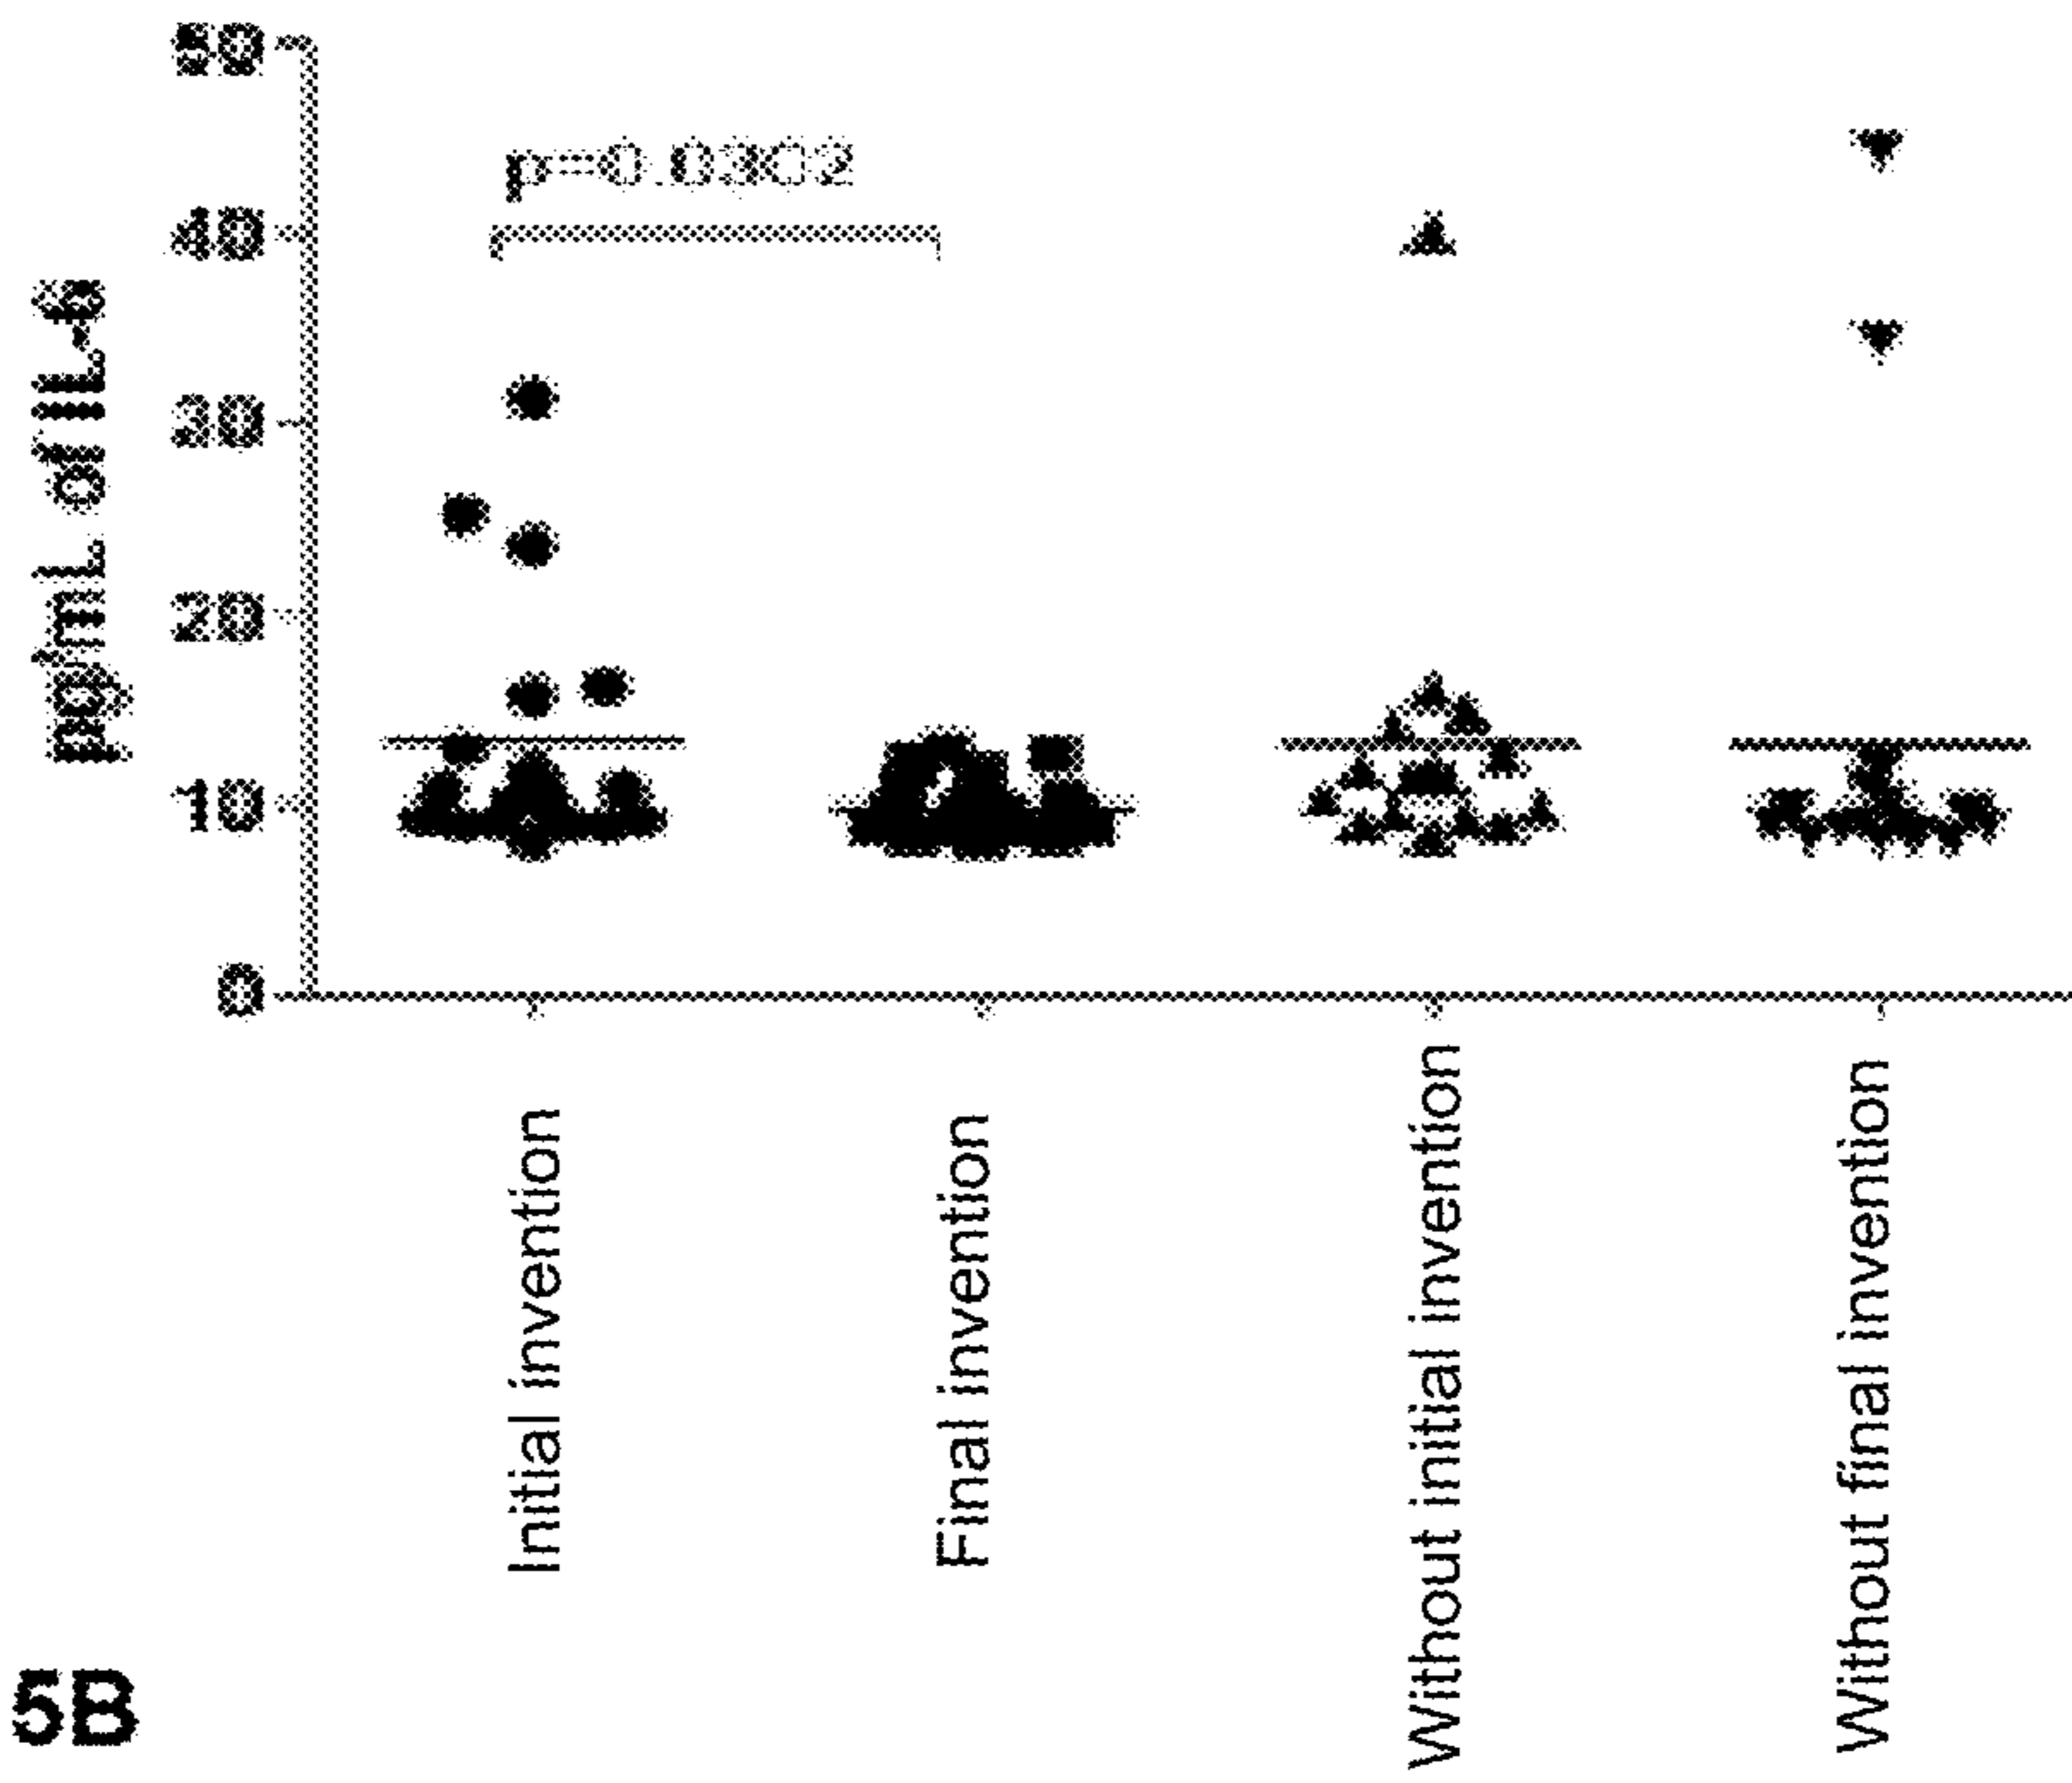 50
p=0.0302
40
30
20
10
0
pg/mL of IL-6
Initial invention
Final invention
Without initial invention
Without final invention
5B